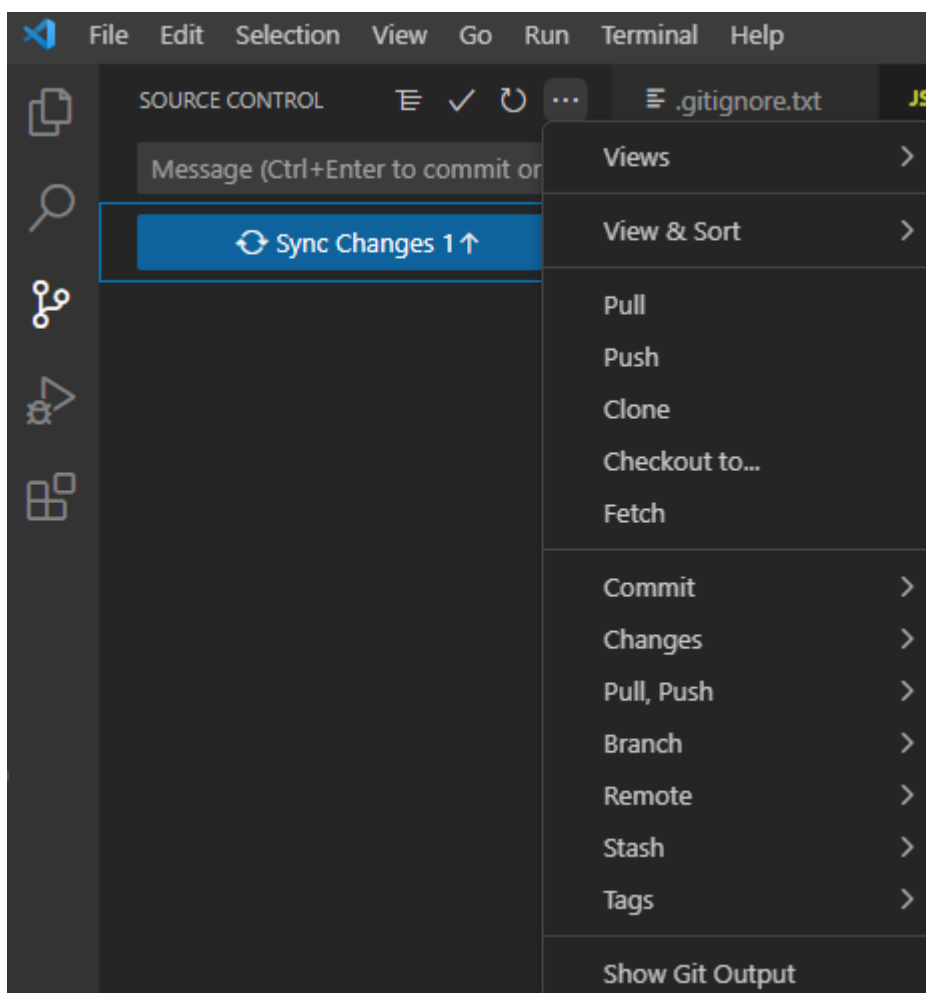 File Edit Selection View Go Run Terminal Help
SOURCE CONTROL
.gitignore.txt
JS
Message (Ctrl+Enter to commit or
Sync Changes 1↑
Views
View & Sort
Pull
Push
Clone
Checkout to...
Fetch
Commit
Changes
Pull, Push
Branch
Remote
Stash
Tags
Show Git Output